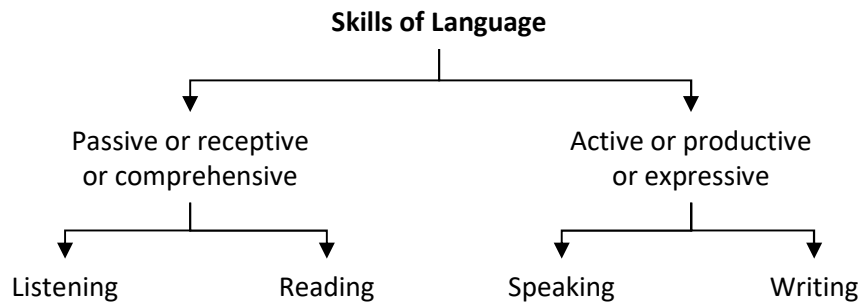 Skills of Language
Passive or receptive
or comprehensive
Active or productive
or expressive
Listening
Reading
Speaking
Writing